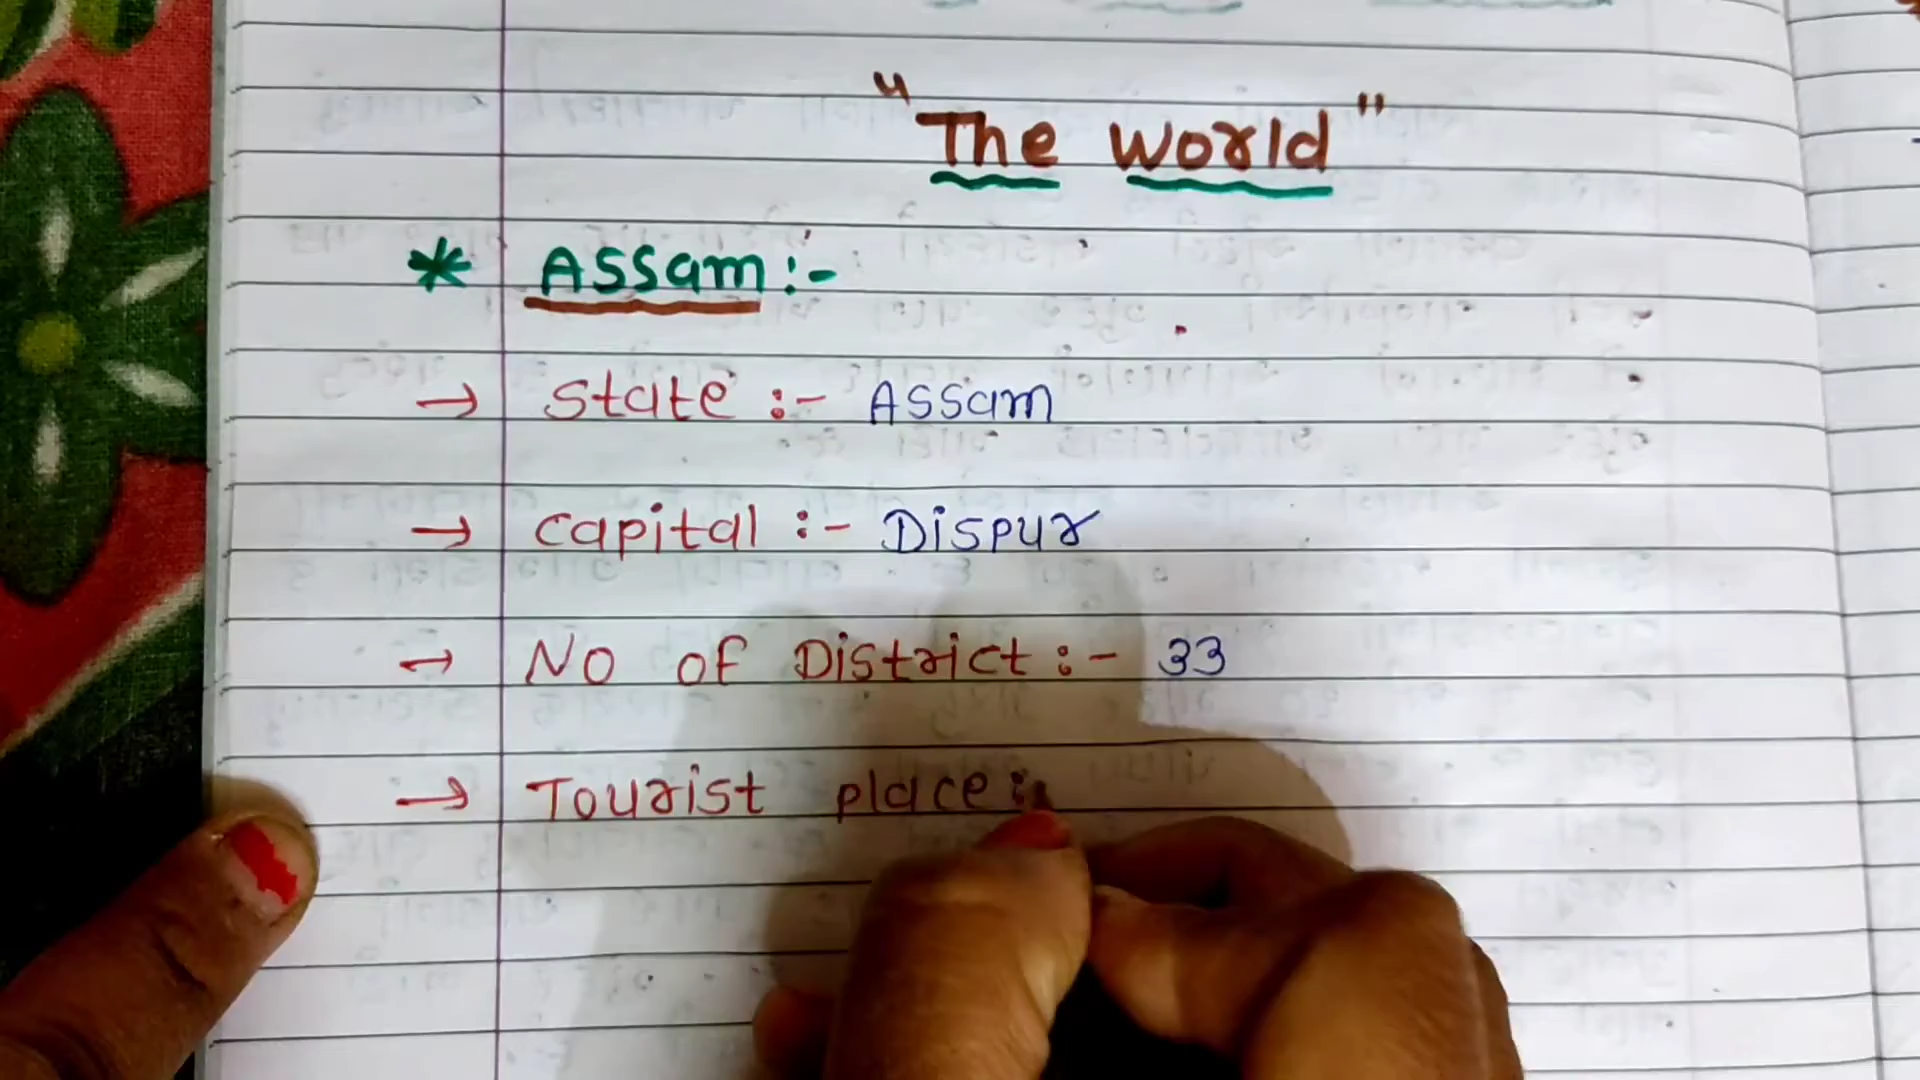 "The World"
* Assam :-
→ State :- Assam
→ Capital :- Dispur
→ No of District :- 33
→ Tourist place :